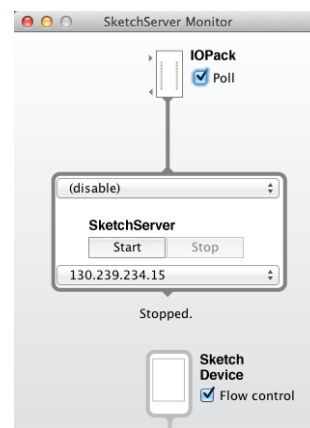 SketchServer Monitor
IOPack
Poll
(disable)
SketchServer
Start Stop
130.239.234.15
Stopped.
Sketch
Device
Flow control